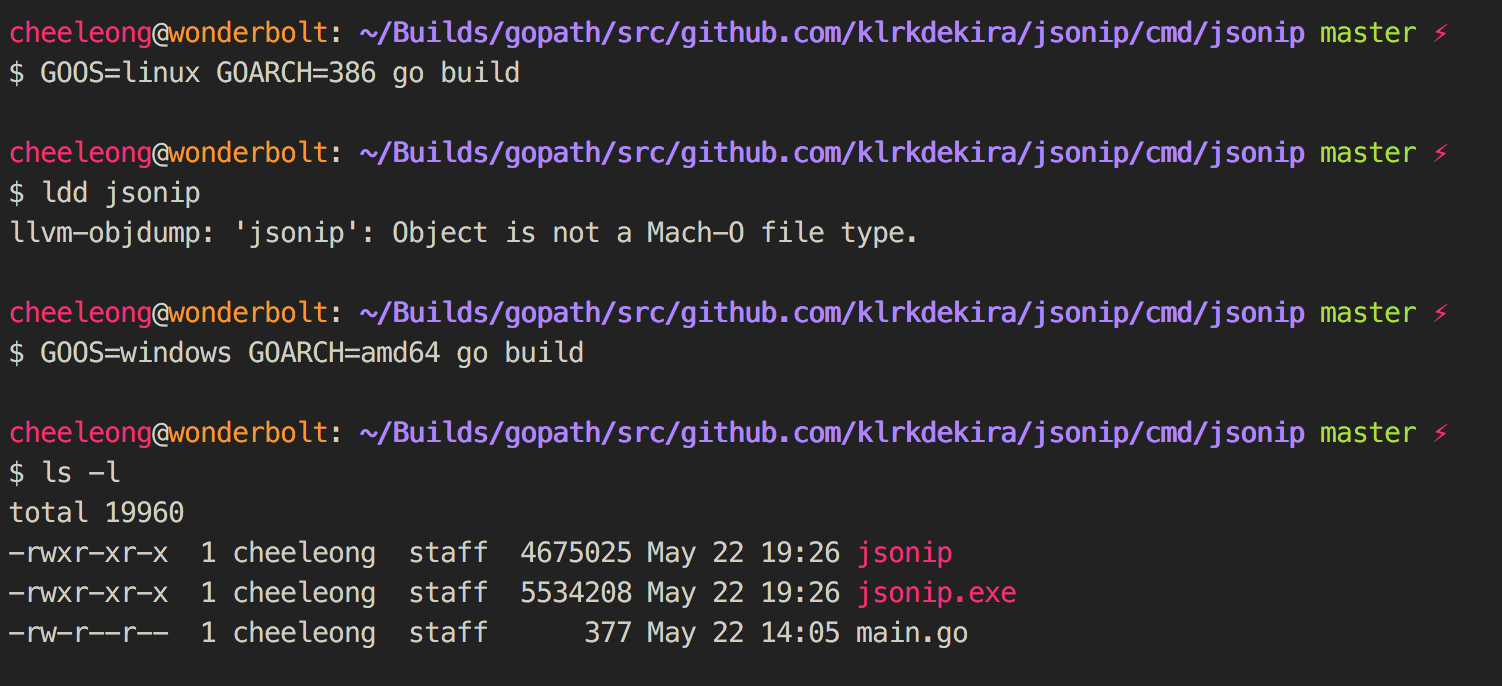 cheeleong@wonderbolt: ~/Builds/gopath/src/github.com/klrkdekira/jsonip/cmd/jsonip master ⚡
$ GOOS=linux GOARCH=386 go build
cheeleong@wonderbolt: ~/Builds/gopath/src/github.com/klrkdekira/jsonip/cmd/jsonip master ⚡
$ ldd jsonip
llvm-objdump: 'jsonip': Object is not a Mach-O file type.
cheeleong@wonderbolt: ~/Builds/gopath/src/github.com/klrkdekira/jsonip/cmd/jsonip master ⚡
$ GOOS=windows GOARCH=amd64 go build
cheeleong@wonderbolt: ~/Builds/gopath/src/github.com/klrkdekira/jsonip/cmd/jsonip master ⚡
$ ls -l
total 19960
-rwxr-xr-x  1 cheeleong  staff  4675025 May 22 19:26 jsonip
-rwxr-xr-x  1 cheeleong  staff  5534208 May 22 19:26 jsonip.exe
-rw-r--r--  1 cheeleong  staff      377 May 22 14:05 main.go